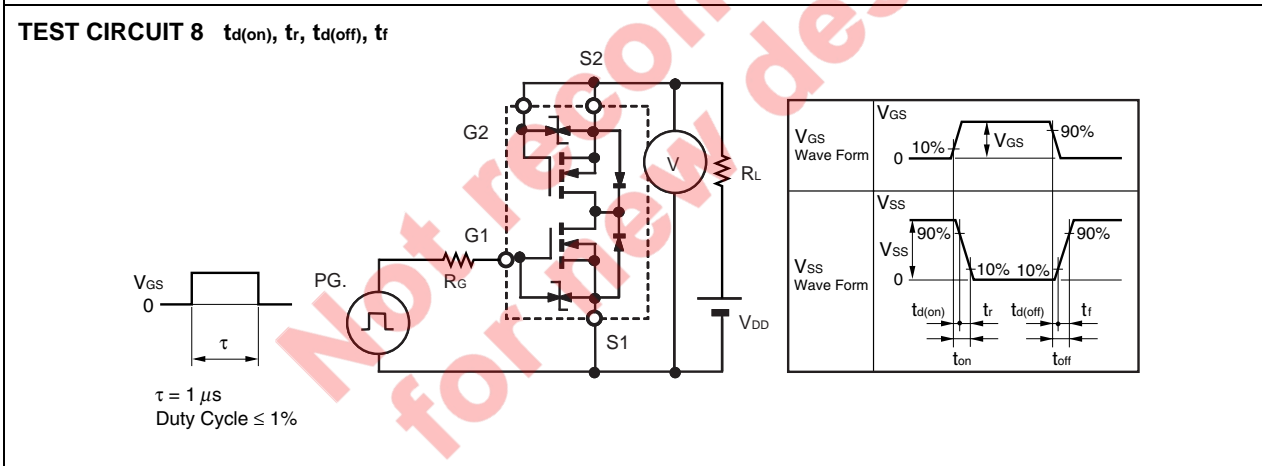 TEST CIRCUIT 8 td(on), tr, td(off), tf
Not recom
for new des
S2
G2
V
RL
G1
RG
PG.
VGS
0
τ
VDD
S1
τ = 1 μs
Duty Cycle ≤ 1%
VGS
Wave Form
VGS
10%
0
VGS
90%
VSS
Wave Form
VSS
VSS
90%
0
10%
10%
90%
td(on)
tr
td(off)
tf
ton
toff